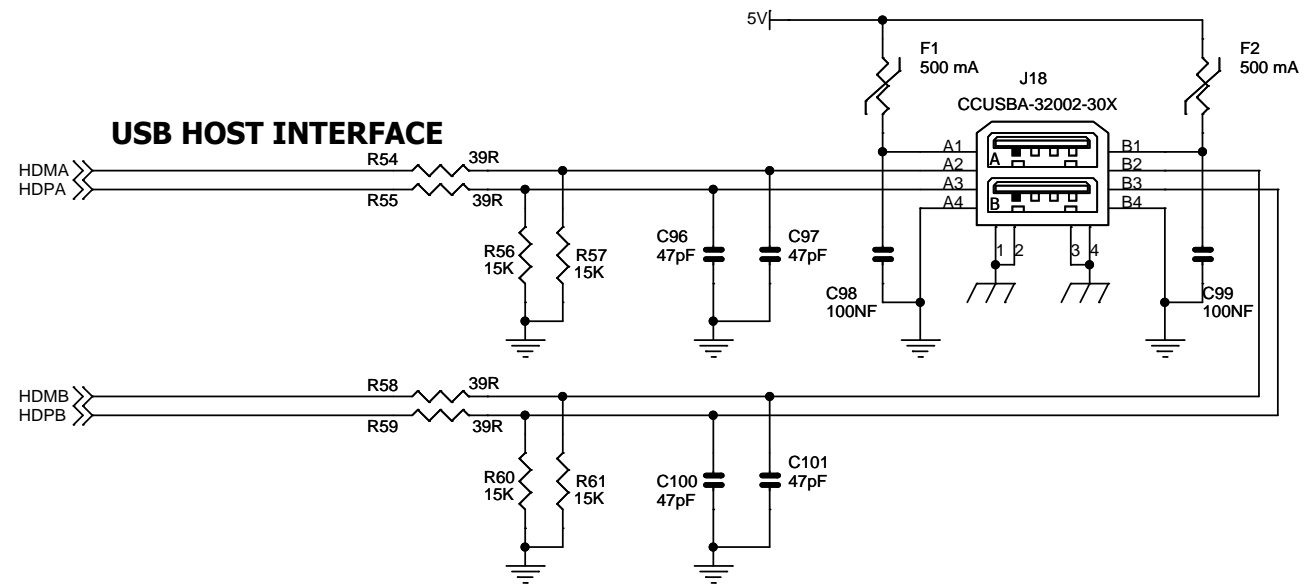 5V
F1
500 mA
F2
500 mA
J18
CCUSBA-32002-30X
USB HOST INTERFACE
HDMA
HDPA
R54
39R
R55
39R
A1
A2
A3
A4
A
B
B1
B2
B3
B4
1
2
3
4
R56
15K
R57
15K
C96
47pF
C97
47pF
C98
100NF
C99
100NF
HDMB
HDPB
R58
39R
R59
39R
R60
15K
R61
15K
C100
47pF
C101
47pF